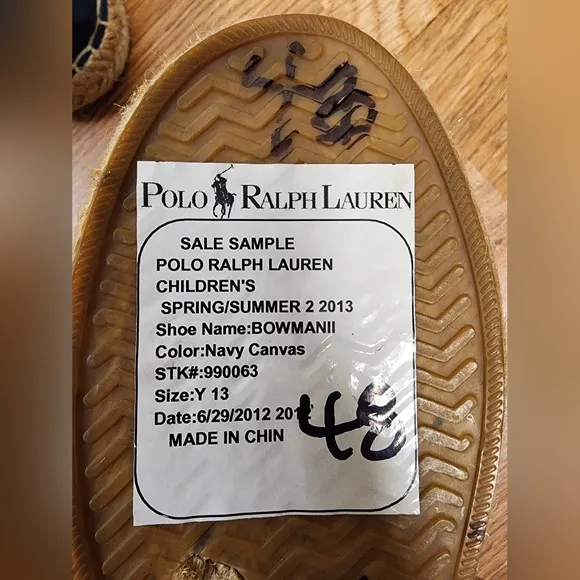 POLO RALPH LAUREN
SALE SAMPLE
POLO RALPH LAUREN
CHILDREN'S
SPRING/SUMMER 2 2013
Shoe Name:BOWMANII
Color:Navy Canvas
STK#:990063
Size:Y 13
Date:6/29/2012
MADE IN CHIN
48